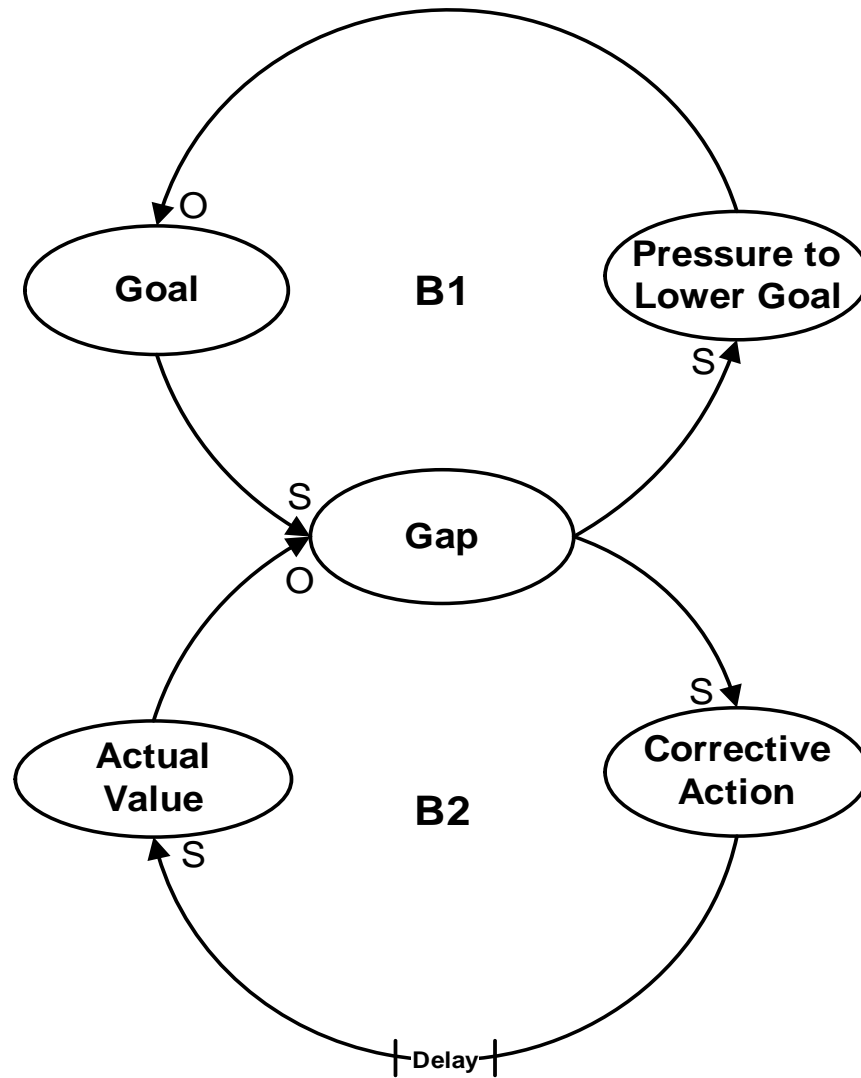 O
Goal
B1
Pressure to
Lower Goal
S
S
Gap
O
S
Actual
Value
Corrective
Action
B2
S
Delay